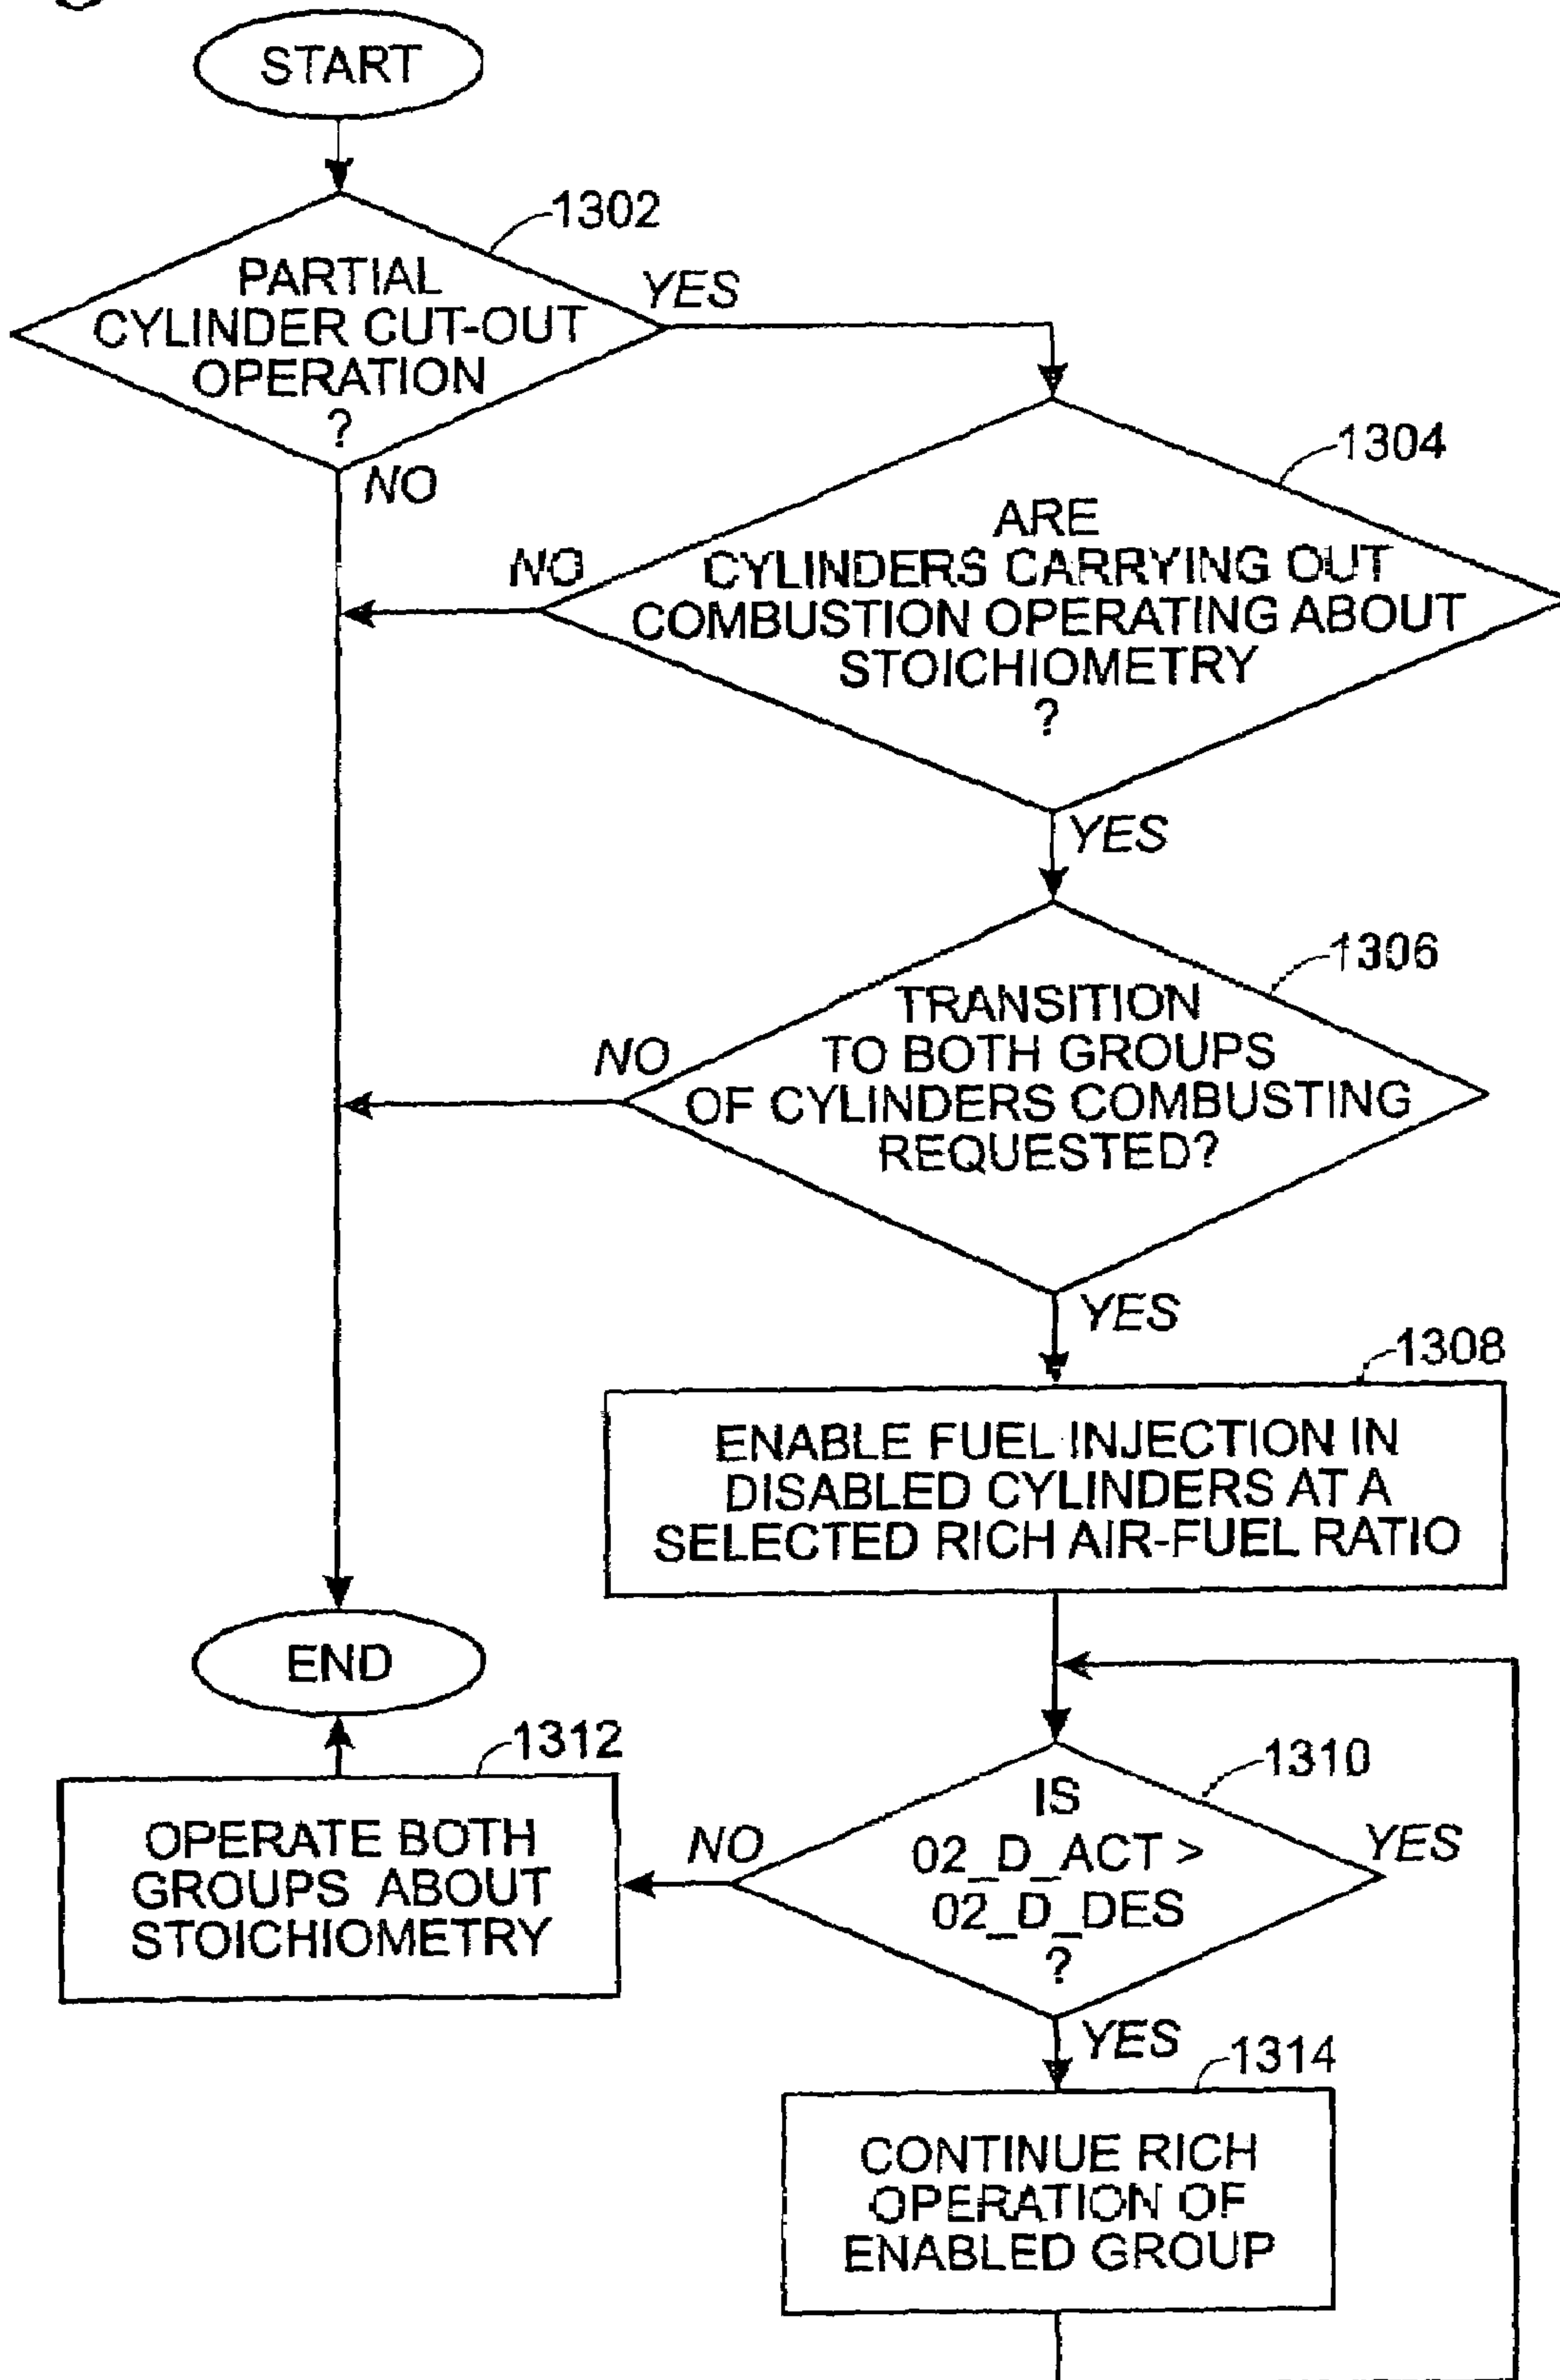 START
1302
PARTIAL
CYLINDER CUT-OUT
OPERATION
?
YES
NO
1304
ARE
CYLINDERS CARRYING OUT
COMBUSTION OPERATING ABOUT
STOICHIOMETRY
?
NO
YES
1306
TRANSITION
TO BOTH GROUPS
OF CYLINDERS COMBUSTING
REQUESTED?
NO
YES
1308
ENABLE FUEL INJECTION IN
DISABLED CYLINDERS AT A
SELECTED RICH AIR-FUEL RATIO
END
1312
OPERATE BOTH
GROUPS ABOUT
STOICHIOMETRY
1310
IS
02_D_ACT >
02_D_DES
?
NO
YES
YES
1314
CONTINUE RICH
OPERATION OF
ENABLED GROUP